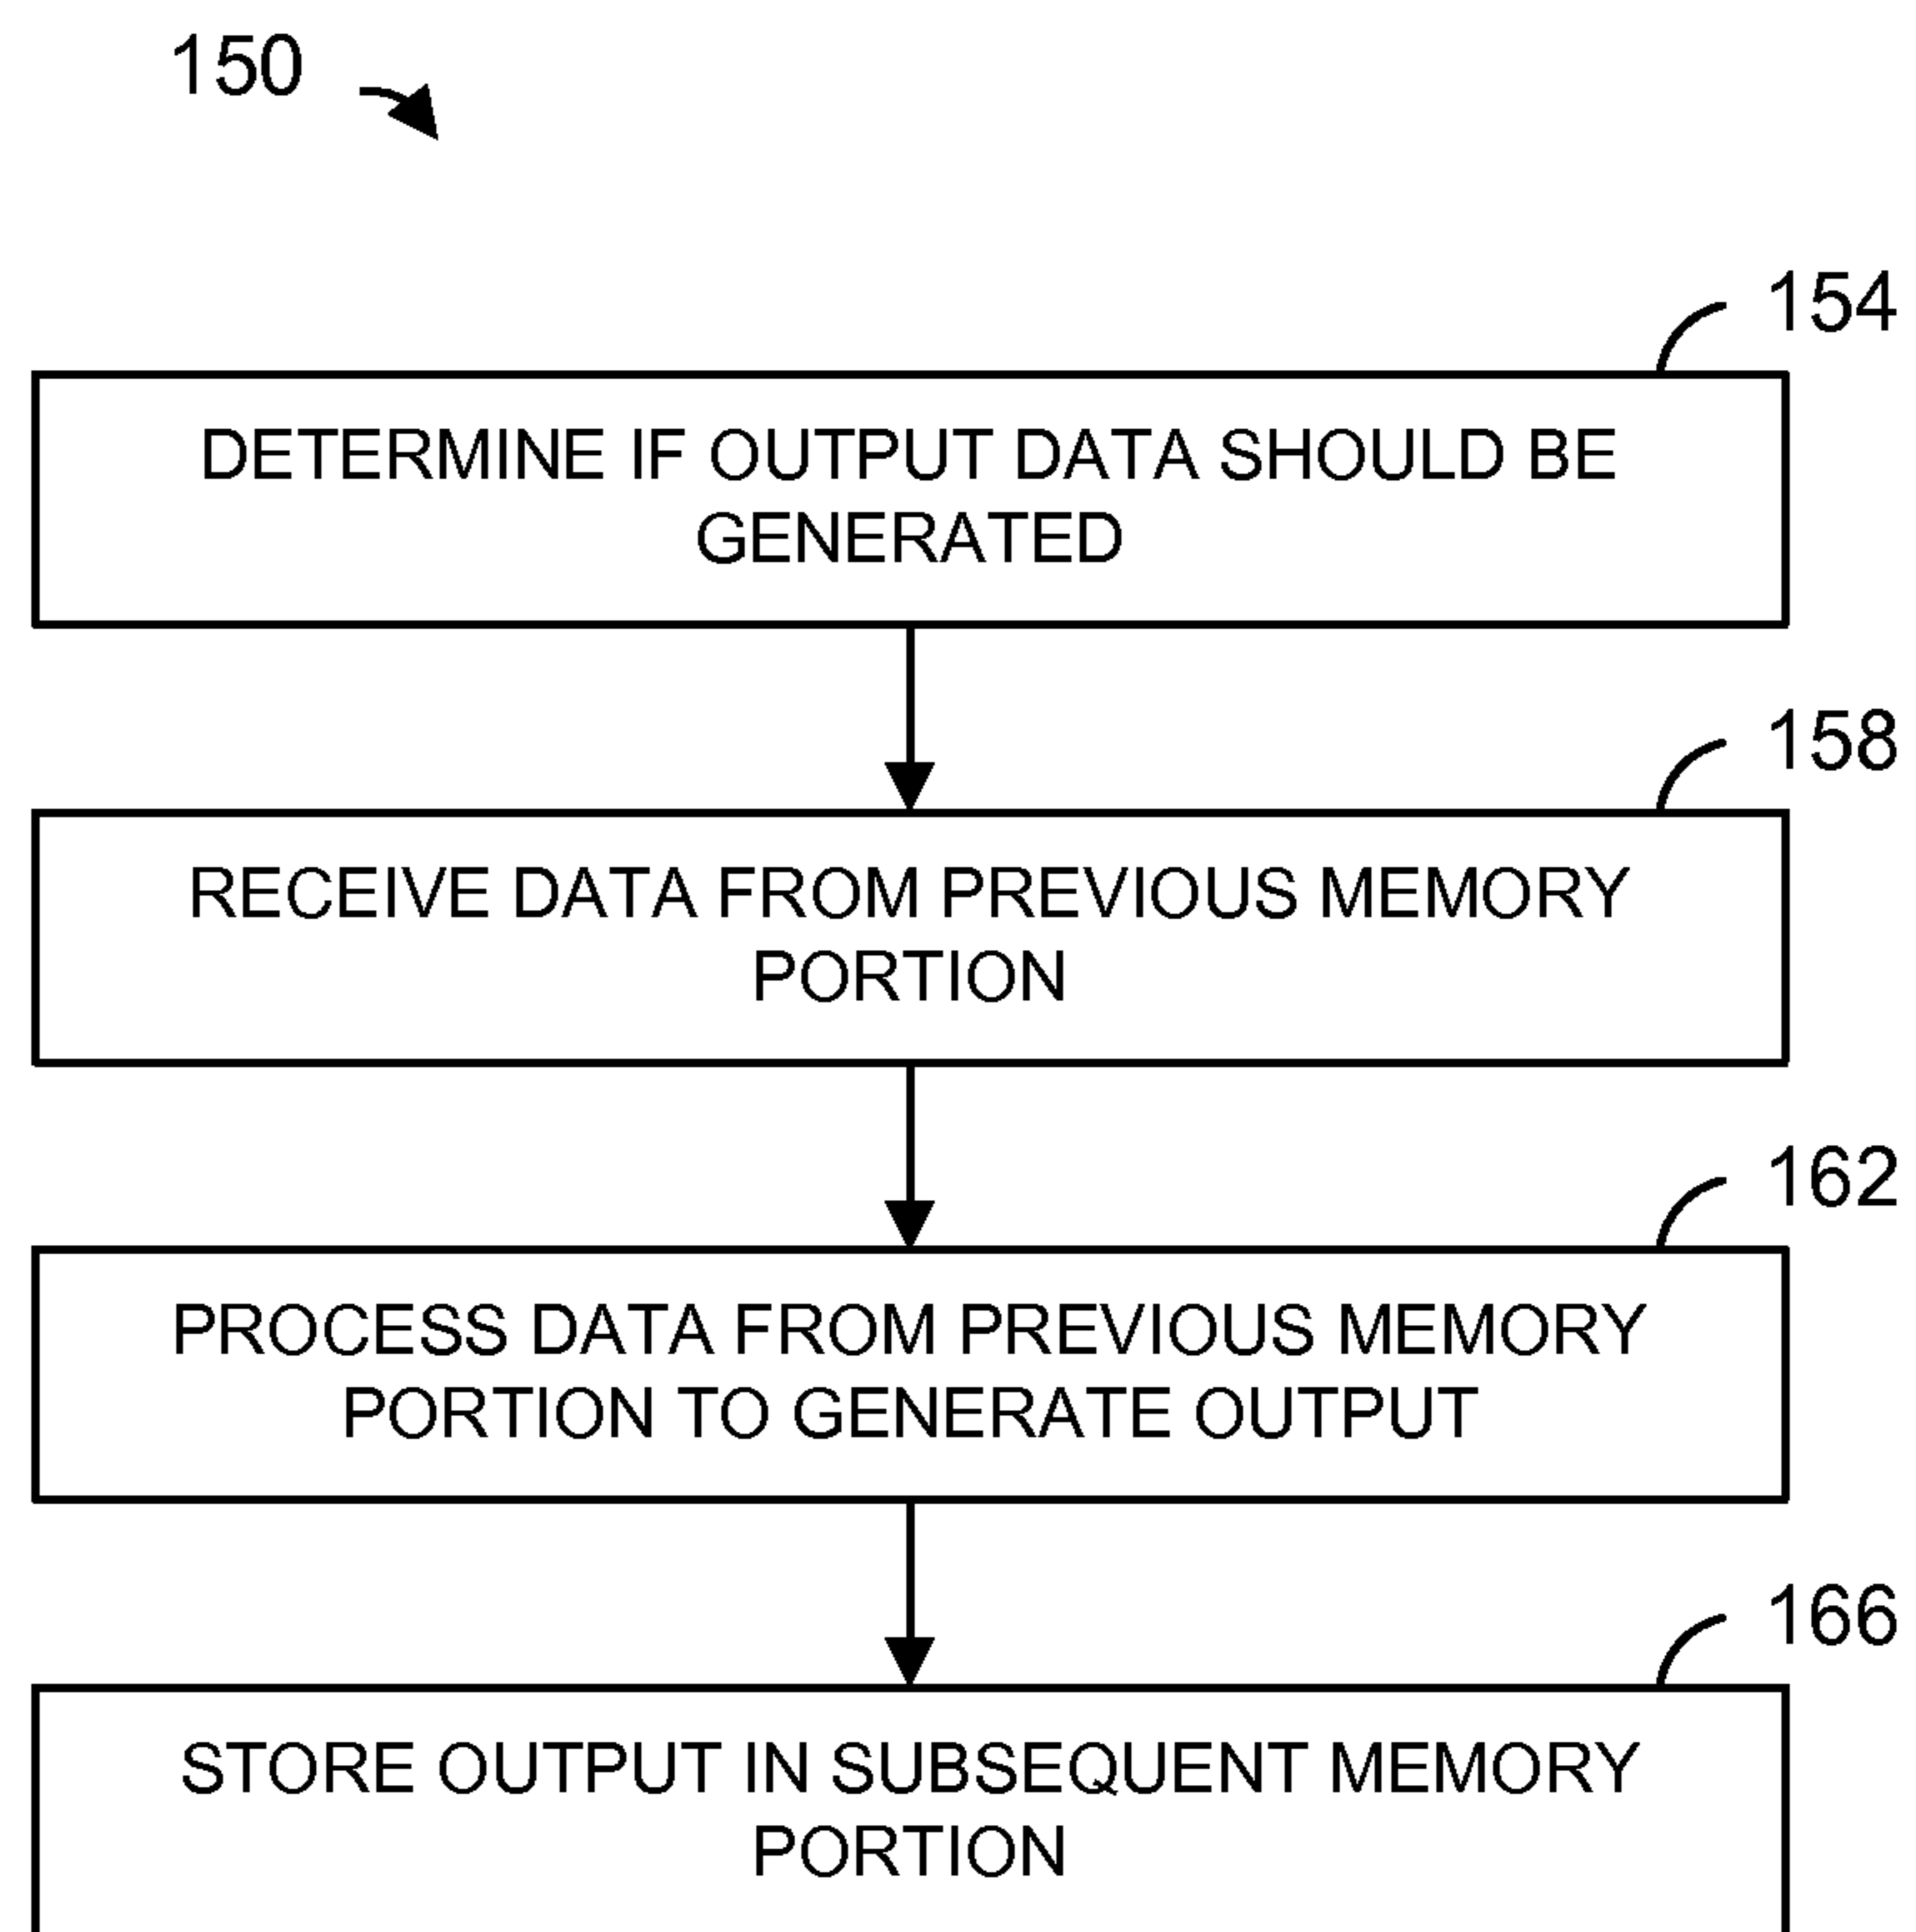 150
154
DETERMINE IF OUTPUT DATA SHOULD BE
GENERATED
158
RECEIVE DATA FROM PREVIOUS MEMORY
PORTION
162
PROCESS DATA FROM PREVIOUS MEMORY
PORTION TO GENERATE OUTPUT
166
STORE OUTPUT IN SUBSEQUENT MEMORY
PORTION